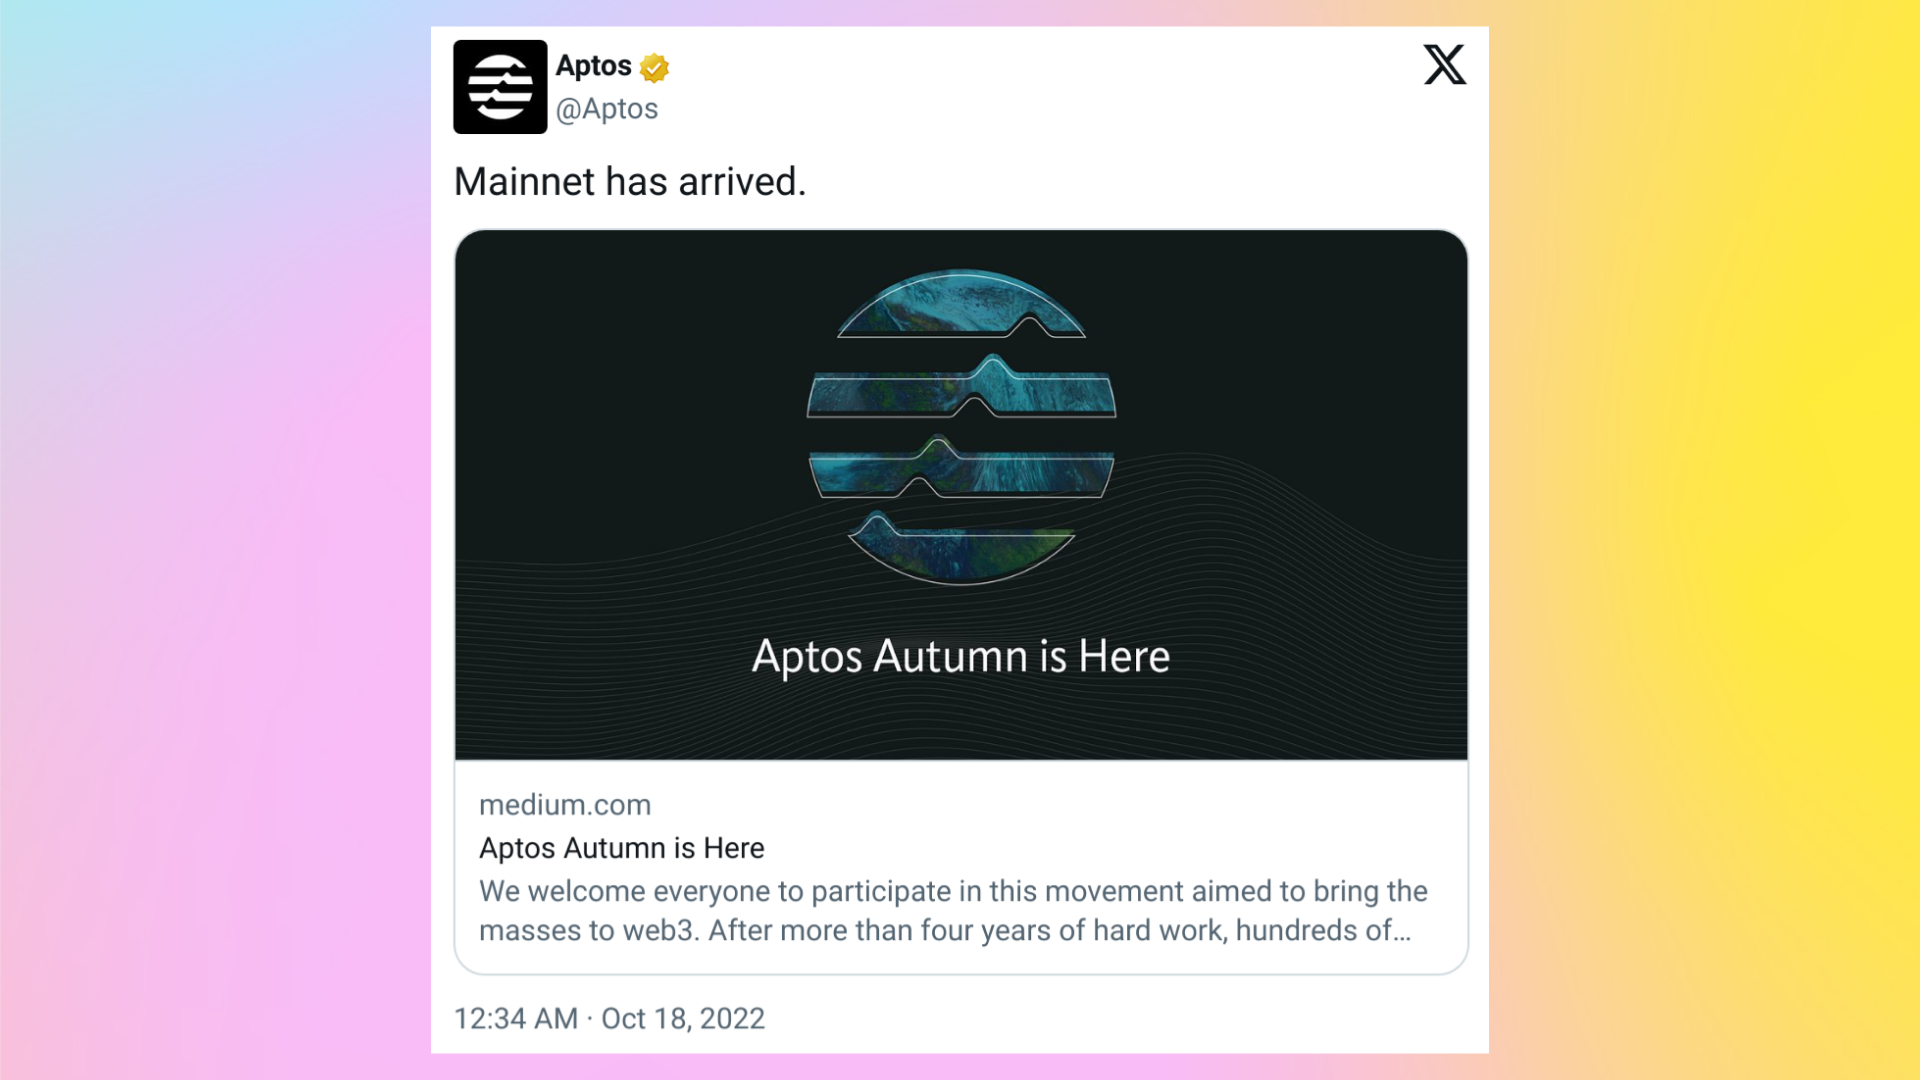 Aptos
@Aptos
Mainnet has arrived.
Aptos Autumn is Here
medium.com
Aptos Autumn is Here
We welcome everyone to participate in this movement aimed to bring the
masses to web3. After more than four years of hard work, hundreds of...
12:34 AM · Oct 18, 2022